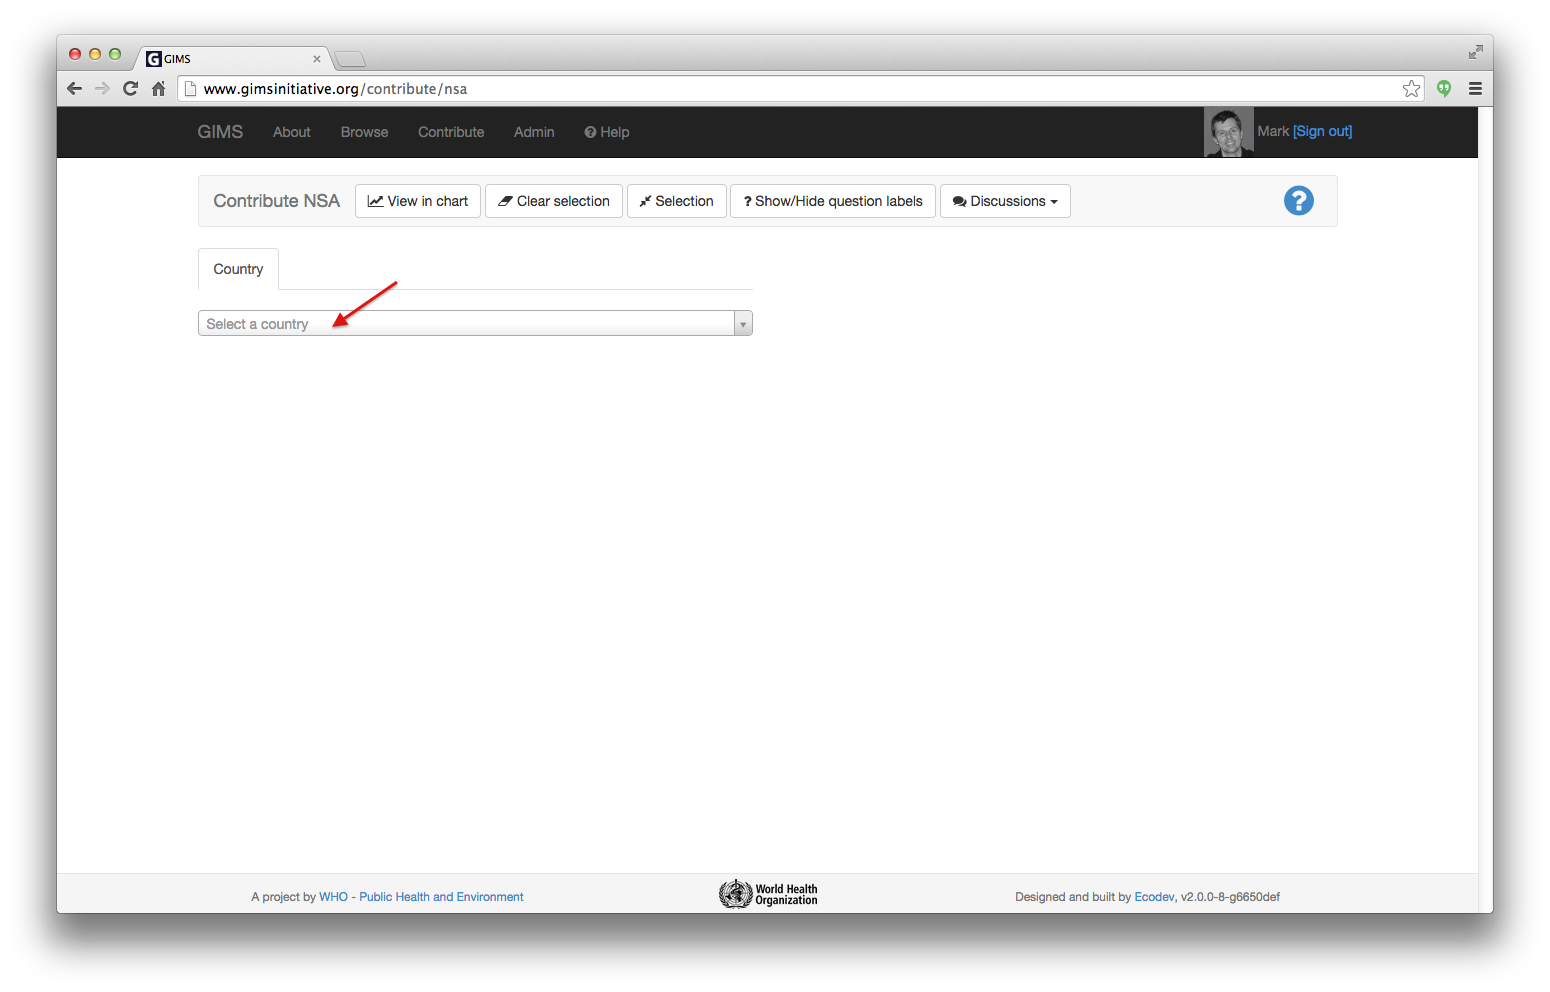 GIMS
www.gimsinitiative.org/contribute/nsa
GIMS About Browse Contribute Admin Help Mark [Sign out]
Contribute NSA View in chart Clear selection Selection ? Show/Hide question labels Discussions ?
Country
Select a country
A project by WHO - Public Health and Environment
World Health
Organization
Designed and built by Ecodev, v2.0.0-8-g6650def